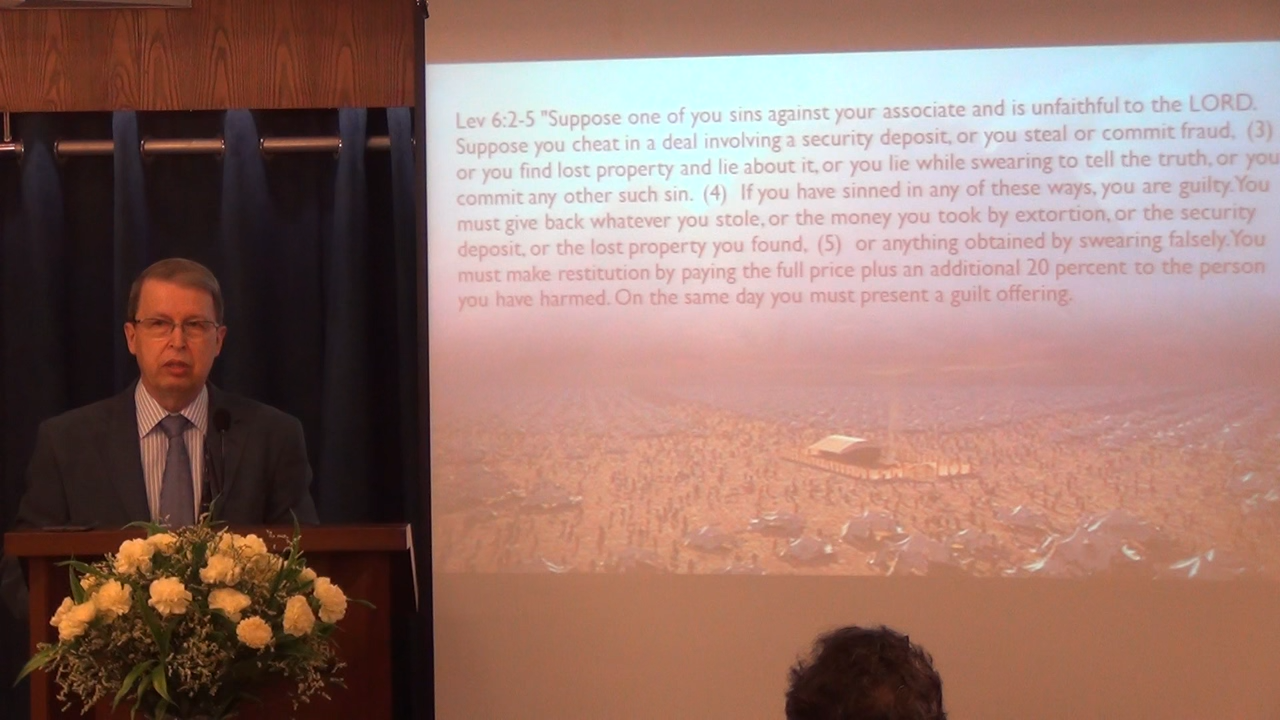 Lev 6:2-5 "Suppose one of you sins against your associate and is unfaithful to the LORD.
Suppose you cheat in a deal involving a security deposit, or you steal or commit fraud, (3)
or you find lost property and lie about it, or you lie while swearing to tell the truth, or you
commit any other such sin. (4) If you have sinned in any of these ways, you are guilty. You
must give back whatever you stole, or the money you took by extortion, or the security
deposit, or the lost property you found, (5) or anything obtained by swearing falsely. You
must make restitution by paying the full price plus an additional 20 percent to the person
you have harmed. On the same day you must present a guilt offering.